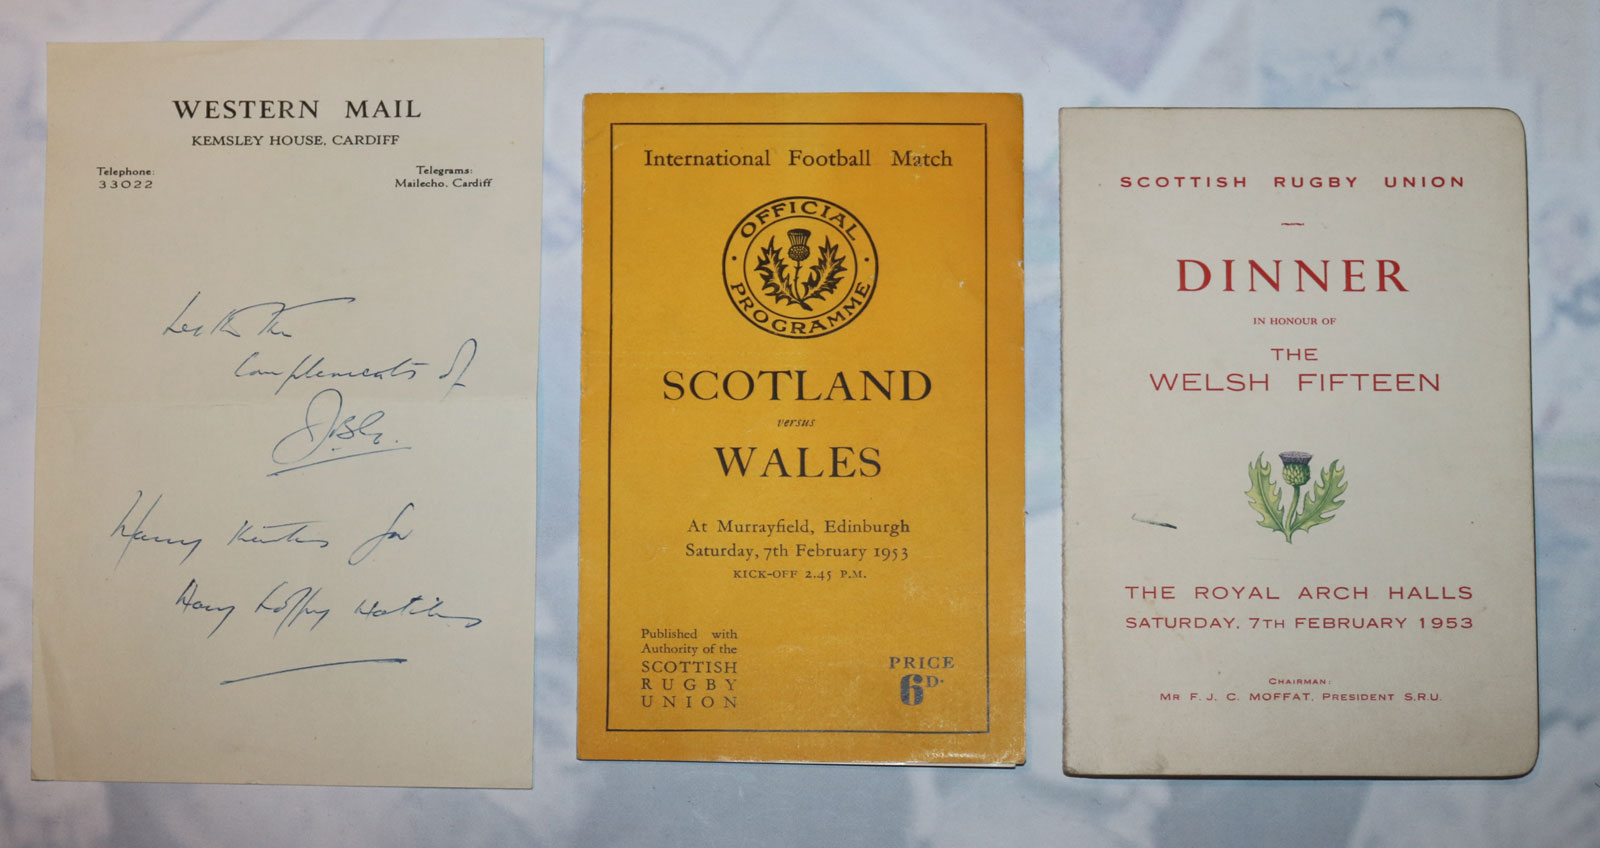 WESTERN MAIL
KEMSLEY HOUSE, CARDIFF
Telephone:
33022
Telegrams:
Mailecho, Cardiff
With the
Compliments of
Many thanks for
Many Happy
International Football Match
OFFICIAL PROGRAMME
SCOTLAND
versus
WALES
At Murrayfield, Edinburgh
Saturday, 7th February 1953
KICK-OFF 2.45 P.M.
Published with
Authority of the
SCOTTISH
RUGBY
UNION
PRICE
6D.
SCOTTISH RUGBY UNION
DINNER
IN HONOUR OF
THE
WELSH FIFTEEN
THE ROYAL ARCH HALLS
SATURDAY, 7TH FEBRUARY 1953
CHAIRMAN:
MR F. J. C. MOFFAT, PRESIDENT S.R.U.